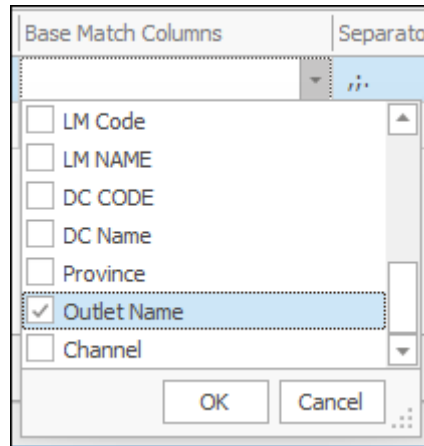 Base Match Columns Separato
,;.
LM Code
LM NAME
DC CODE
DC Name
Province
Outlet Name
Channel
OK Cancel